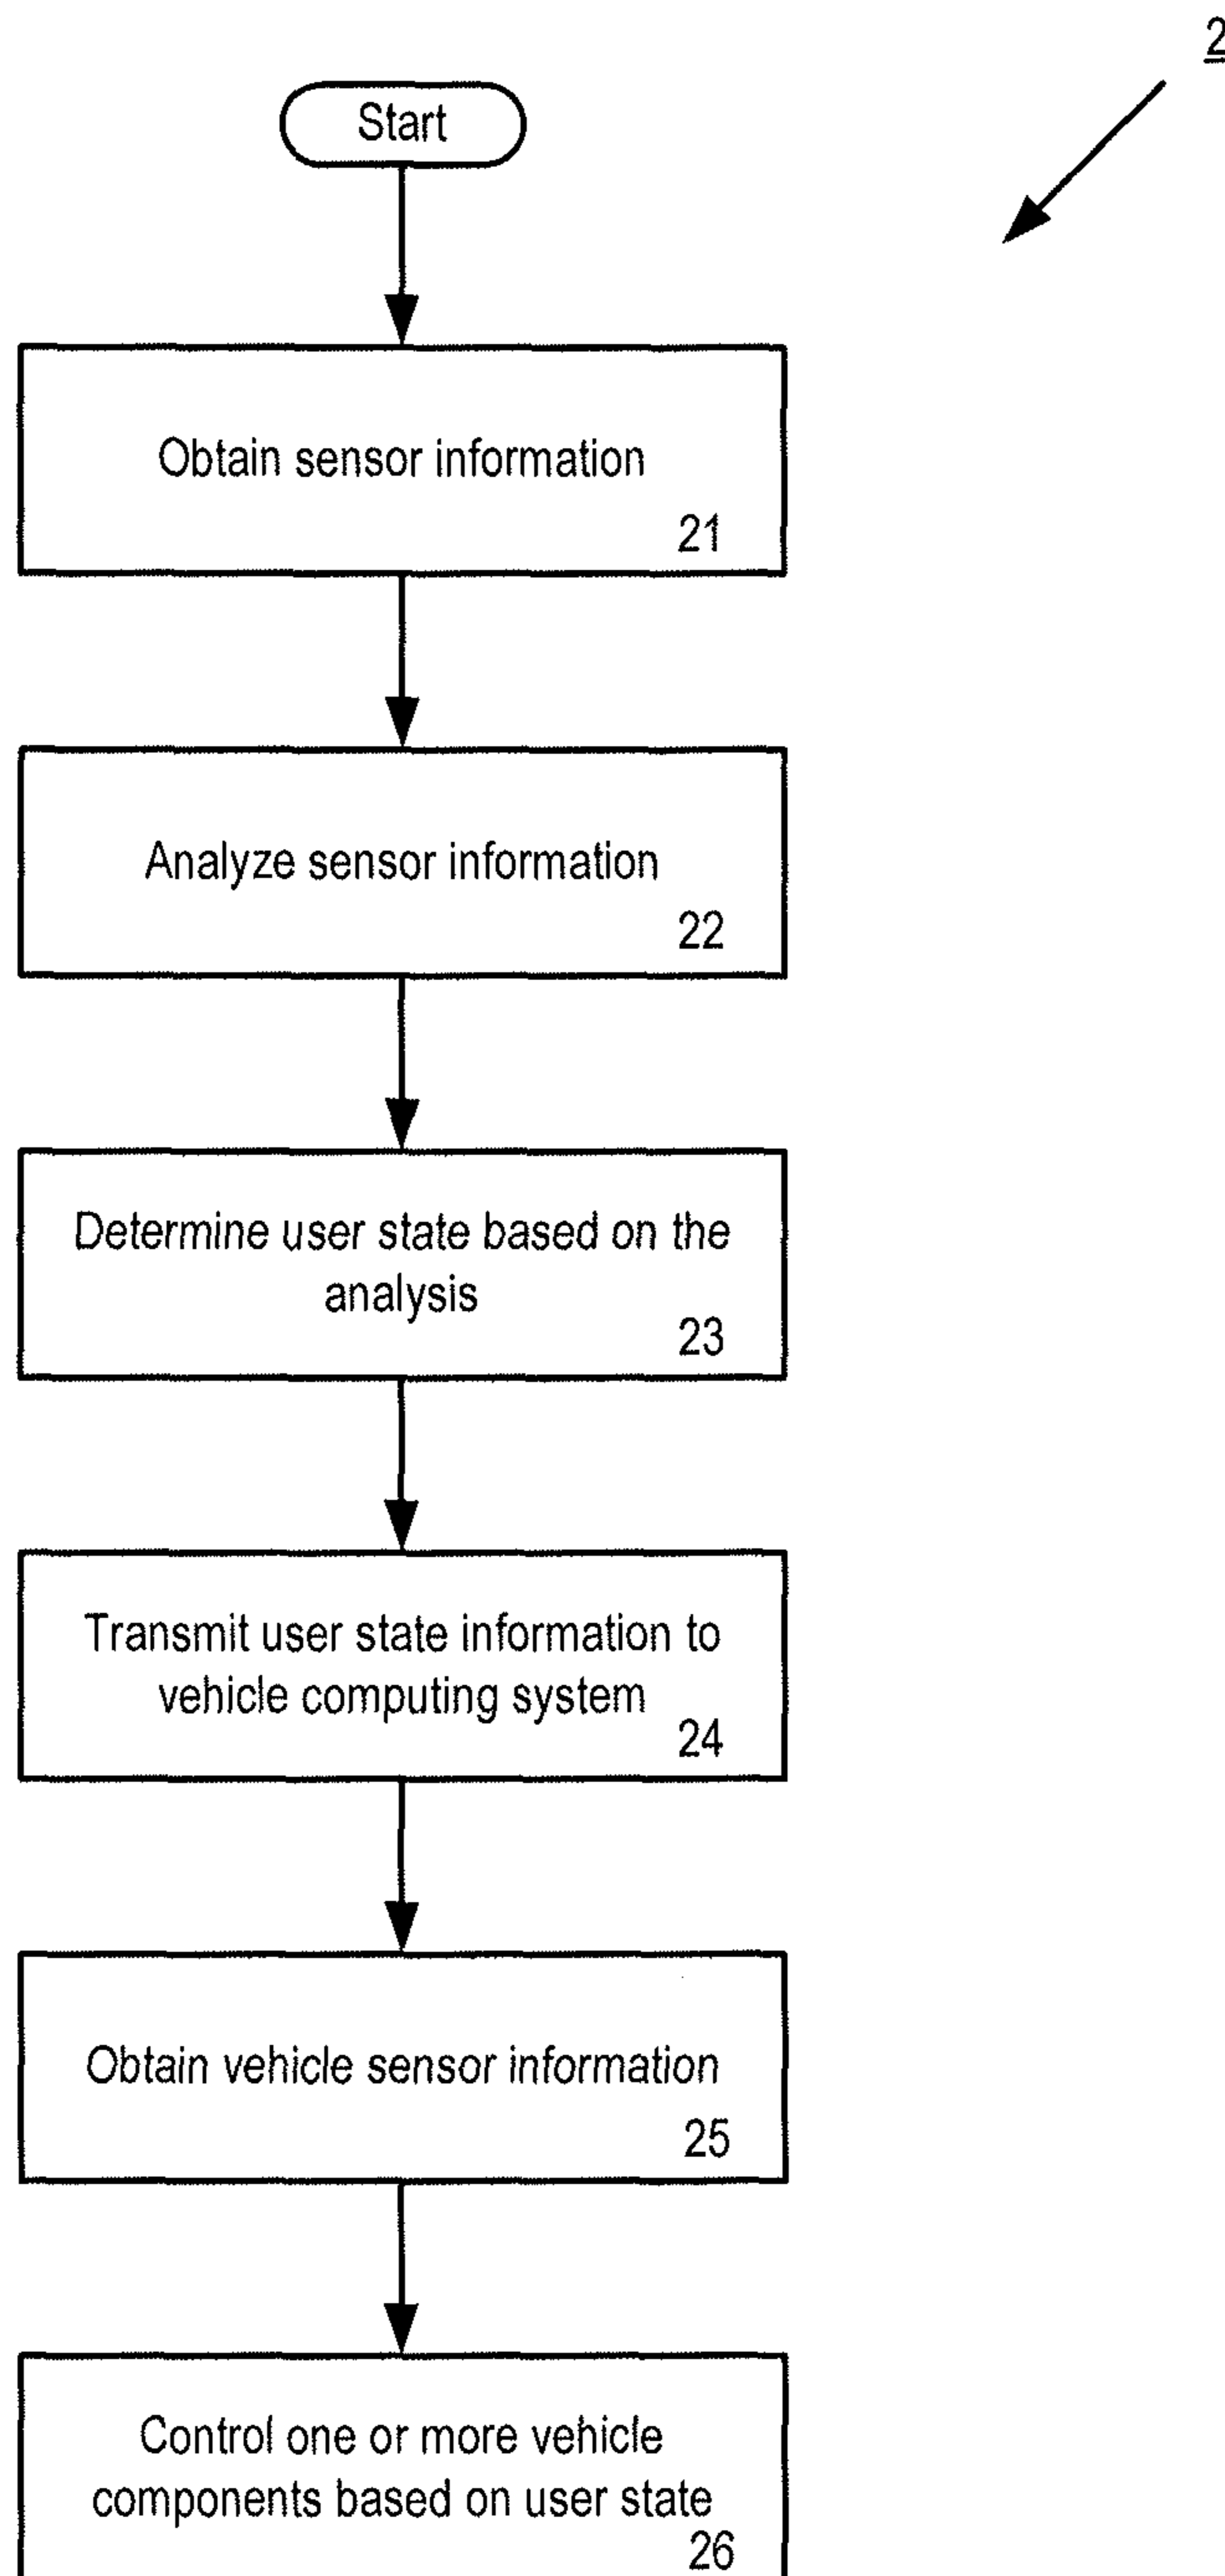 2
Start
Obtain sensor information
21
Analyze sensor information
22
Determine user state based on the
analysis
23
Transmit user state information to
vehicle computing system
24
Obtain vehicle sensor information
25
Control one or more vehicle
components based on user state
26